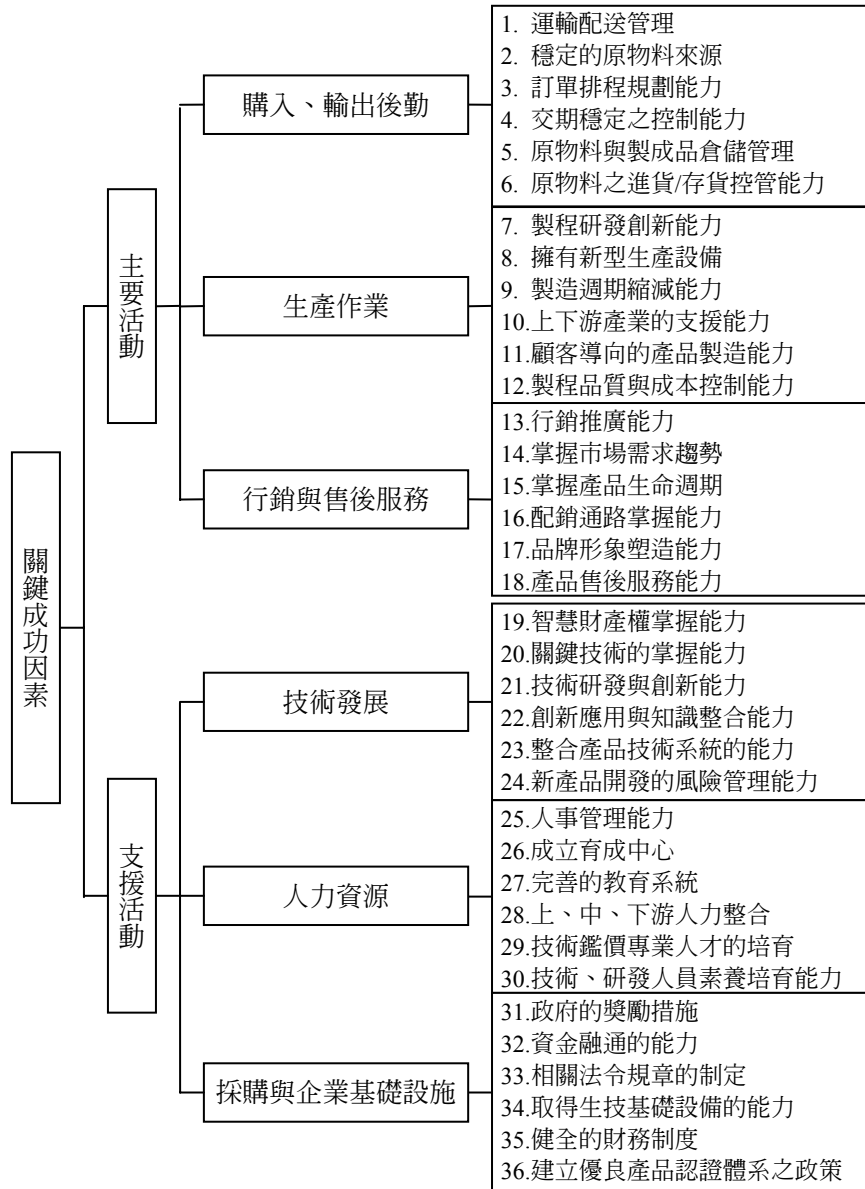 關鍵成功因素
主要活動
購入、輸出後勤
1. 運輸配送管理
2. 穩定的原物料來源
3. 訂單排程規劃能力
4. 交期穩定之控制能力
5. 原物料與製成品倉儲管理
6. 原物料之進貨/存貨控管能力
生產作業
7. 製程研發創新能力
8. 擁有新型生產設備
9. 製造週期縮減能力
10.上下游產業的支援能力
11.顧客導向的產品製造能力
12.製程品質與成本控制能力
行銷與售後服務
13.行銷推廣能力
14.掌握市場需求趨勢
15.掌握產品生命週期
16.配銷通路掌握能力
17.品牌形象塑造能力
18.產品售後服務能力
支援活動
技術發展
19.智慧財產權掌握能力
20.關鍵技術的掌握能力
21.技術研發與創新能力
22.創新應用與知識整合能力
23.整合產品技術系統的能力
24.新產品開發的風險管理能力
人力資源
25.人事管理能力
26.成立育成中心
27.完善的教育系統
28.上、中、下游人力整合
29.技術鑑價專業人才的培育
30.技術、研發人員素養培育能力
採購與企業基礎設施
31.政府的獎勵措施
32.資金融通的能力
33.相關法令規章的制定
34.取得生技基礎設備的能力
35.健全的財務制度
36.建立優良產品認證體系之政策